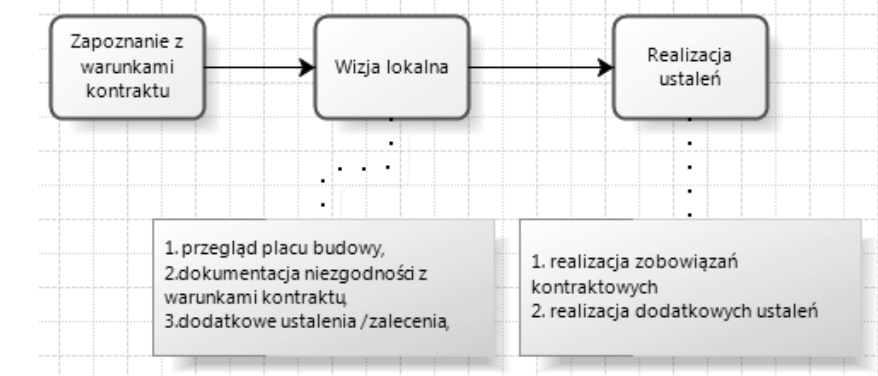 Zapoznanie z
warunkami
kontraktu
Wizja lokalna
Realizacja
ustaleń
1. przegląd placu budowy,
2.dokumentacja niezgodności z
warunkami kontraktu,
3.dodatkowe ustalenia /zalecenia,
1. realizacja zobowiązań
kontraktowych
2. realizacja dodatkowych ustaleń